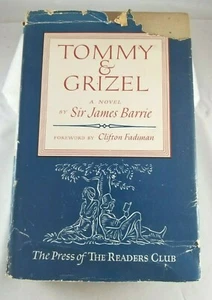 TOMMY
&
GRIZEL
A NOVEL
BY Sir James Barrie
FOREWORD BY Clifton Fadiman
The Press of THE READERS CLUB